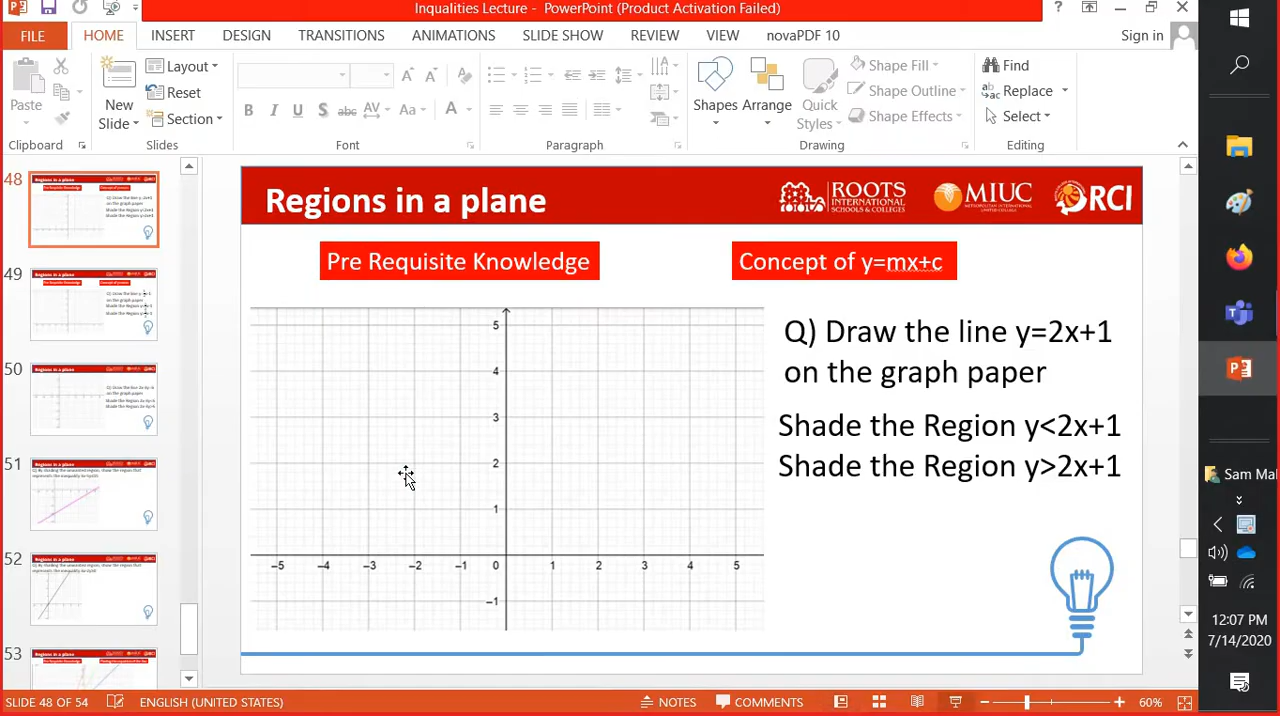 Inqualities Lecture - PowerPoint (Product Activation Failed)
FILE HOME INSERT DESIGN TRANSITIONS ANIMATIONS SLIDE SHOW REVIEW VIEW novaPDF 10 Sign in
Paste
New Slide
Layout
Reset
Section
B I U S abc AV Aa A
Shapes Arrange Quick Styles
Shape Fill
Shape Outline
Shape Effects
Find
Replace
Select
Clipboard Slides Font Paragraph Drawing Editing
48
49
50
51
52
53
Regions in a plane
ROOTS INTERNATIONAL SCHOOLS & COLLEGES
MIUC
RCI
Pre Requisite Knowledge
Concept of y=mx+c
Q) Draw the line y=2x+1
on the graph paper
Shade the Region y<2x+1
Shade the Region y>2x+1
5
4
3
2
1
−5 −4 −3 −2 −1 0 1 2 3 4 5
−1
Sam Mal
12:07 PM
7/14/2020
SLIDE 48 OF 54 ENGLISH (UNITED STATES) NOTES COMMENTS 60%